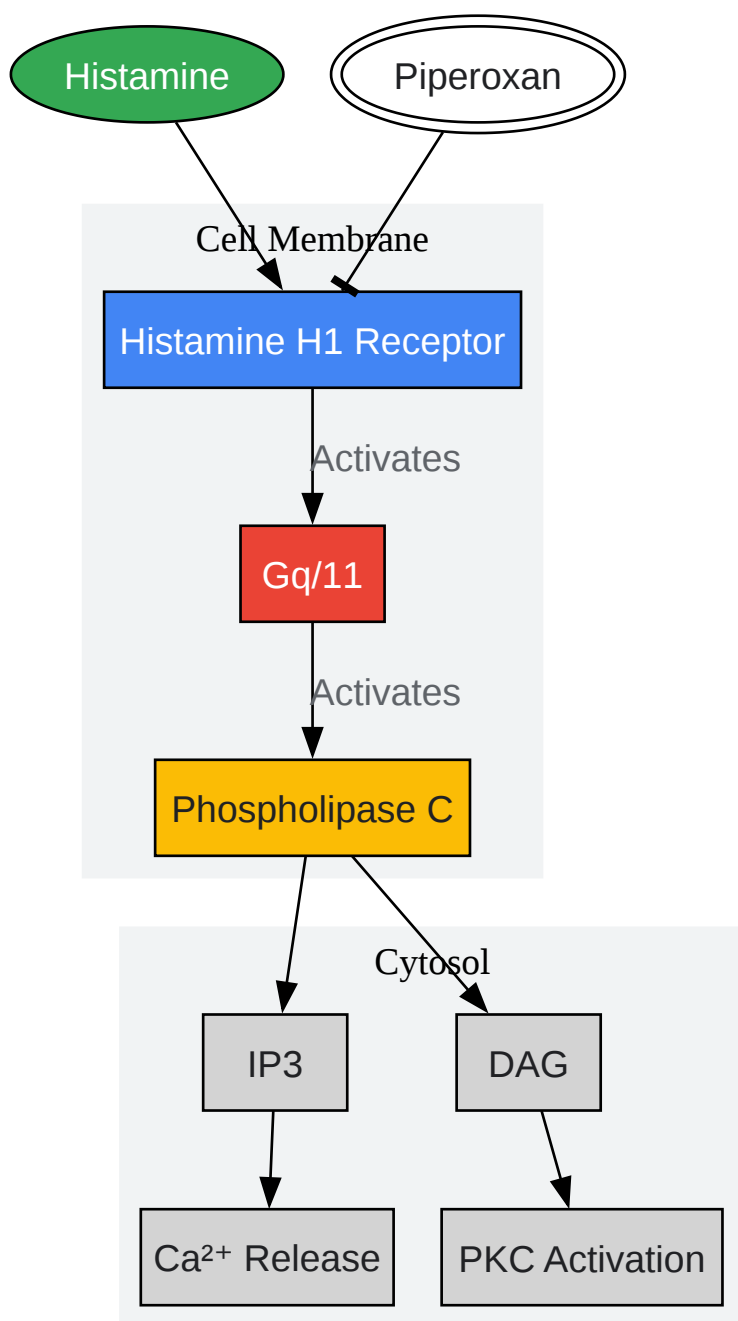 Histamine
Piperoxan
Cell Membrane
Histamine H1 Receptor
Activates
Gq/11
Activates
Phospholipase C
Cytosol
IP3
DAG
Ca²⁺ Release
PKC Activation